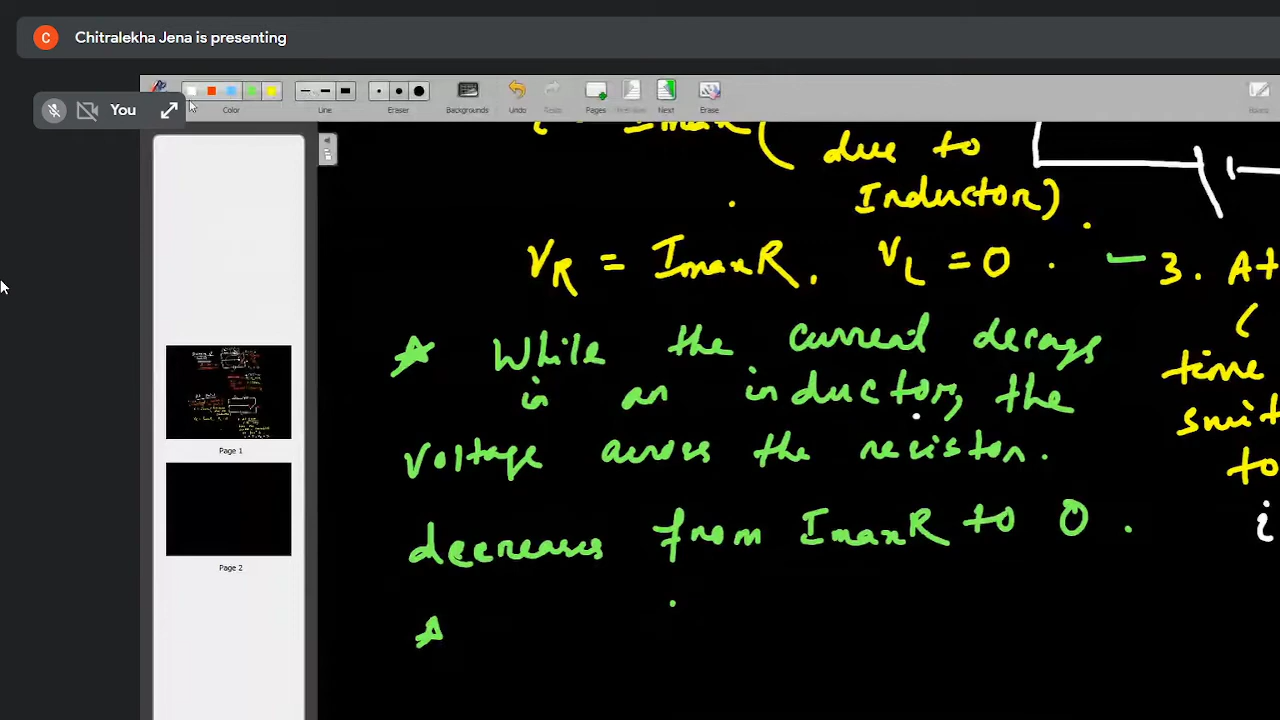 C Chitralekha Jena is presenting
You
Color Line Eraser Backgrounds Undo Pages Next Erase
i Imax (
due to
Inductor)
VR = ImaxR, VL = 0.
3. At
(
time
swit
to
i
While the current decays
in an inductor, the
voltage across the resistor.
decreases from ImaxR to 0.
Page 1
Page 2